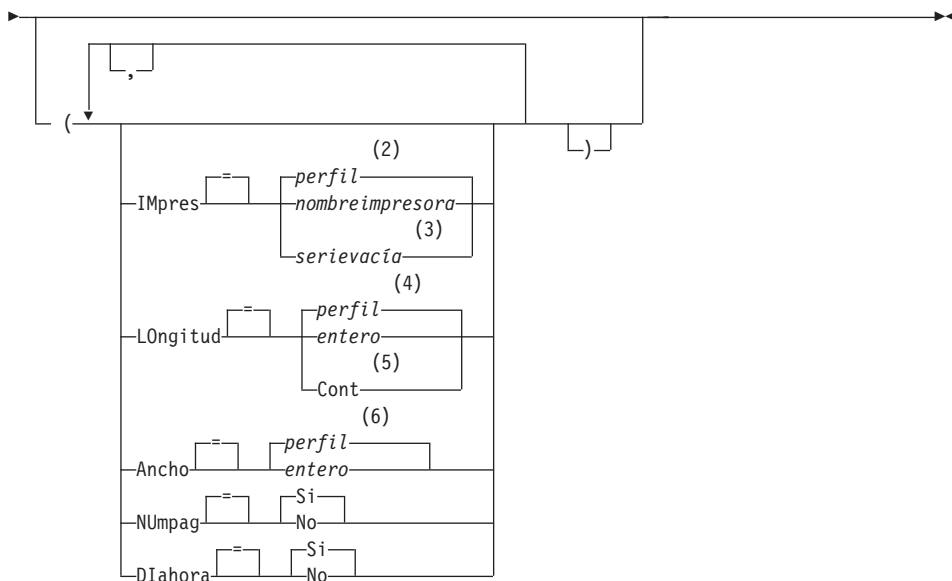 ,
(
)
(2)
IMpres = perfil
nombreimpresora
(3)
serievacía
(4)
LOngitud = perfil
entero
(5)
Cont
(6)
Ancho = perfil
entero
NUmpag = Si
No
DIahora = Si
No